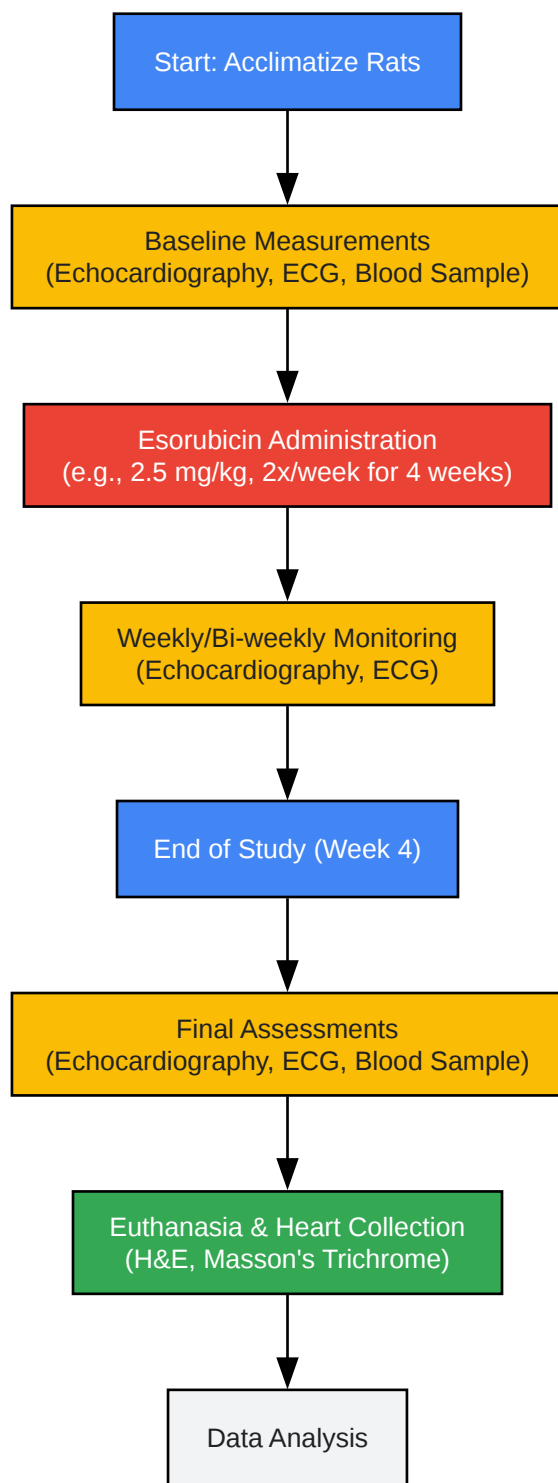 Start: Acclimatize Rats
Baseline Measurements
(Echocardiography, ECG, Blood Sample)
Esorubicin Administration
(e.g., 2.5 mg/kg, 2x/week for 4 weeks)
Weekly/Bi-weekly Monitoring
(Echocardiography, ECG)
End of Study (Week 4)
Final Assessments
(Echocardiography, ECG, Blood Sample)
Euthanasia & Heart Collection
(H&E, Masson's Trichrome)
Data Analysis